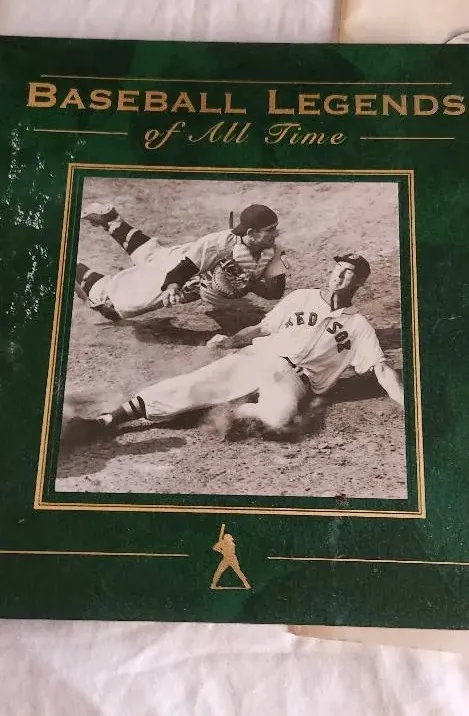 BASEBALL LEGENDS
of All Time
RED SOX